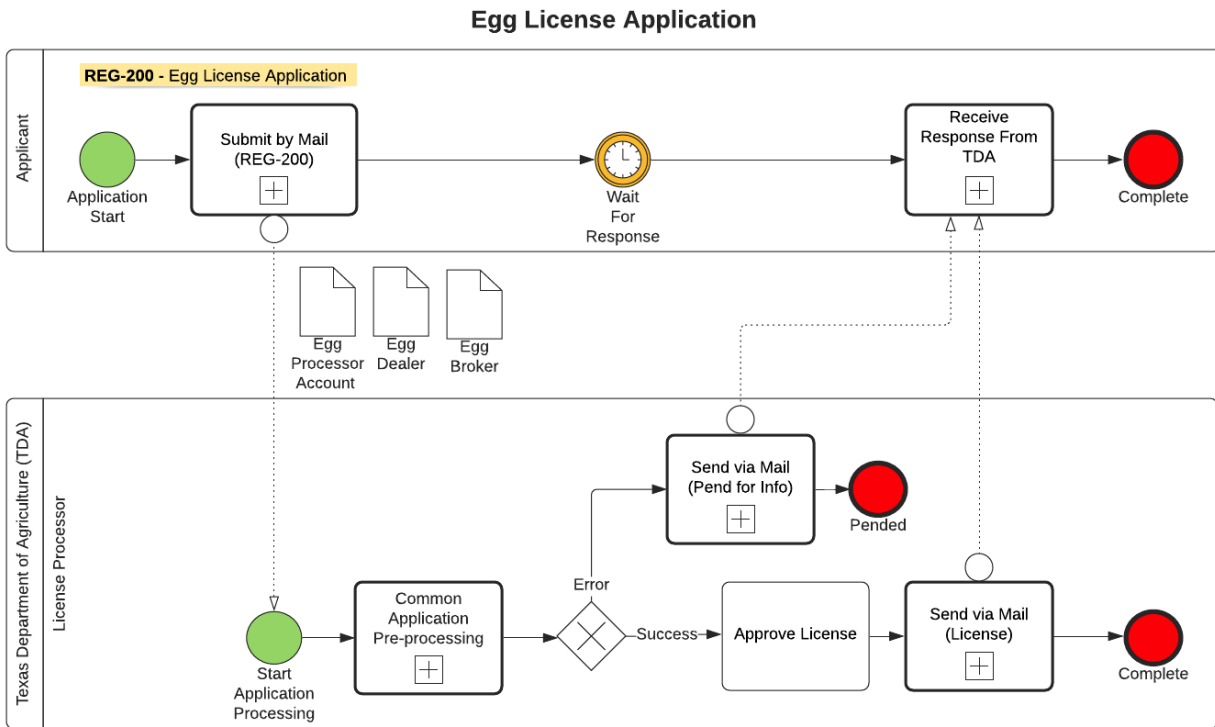 Egg License Application
Applicant
REG-200 - Egg License Application
Application
Start
Submit by Mail
(REG-200)
Wait
For
Response
Receive
Response From
TDA
Complete
Egg
Processor
Account
Egg
Dealer
Egg
Broker
Texas Department of Agriculture (TDA)
License Processor
Send via Mail
(Pend for Info)
Pended
Start
Application
Processing
Common
Application
Pre-processing
Error
Success
Approve License
Send via Mail
(License)
Complete